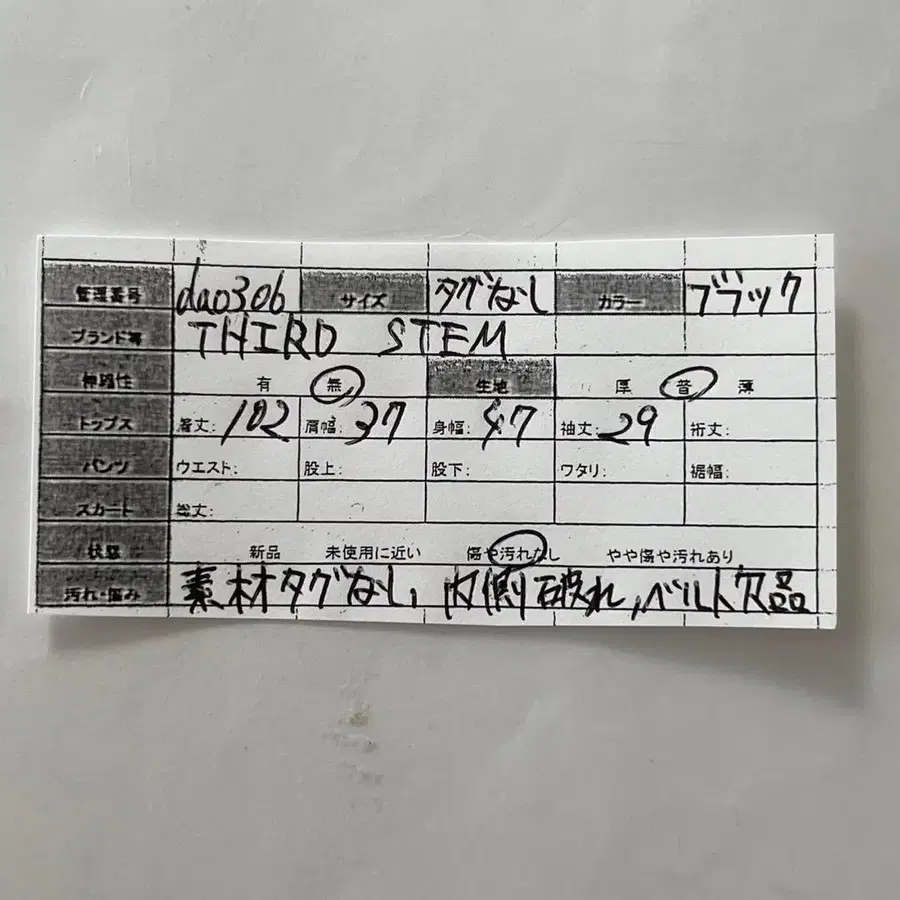 管理番号 dao306 サイズ タグなし カラー ブラック
ブランド等 THIRD STEM
伸縮性 有 無 生地 厚 普 薄
トップス 着丈: 102 肩幅: 37 身幅: 47 袖丈: 29 裄丈:
パンツ ウエスト: 股上: 股下: ワタリ: 裾幅:
スカート 総丈:
状態 新品 未使用に近い 傷や汚れなし やや傷や汚れあり
汚れ・傷み 素材タグなし, 内側破れ, ベルト欠品